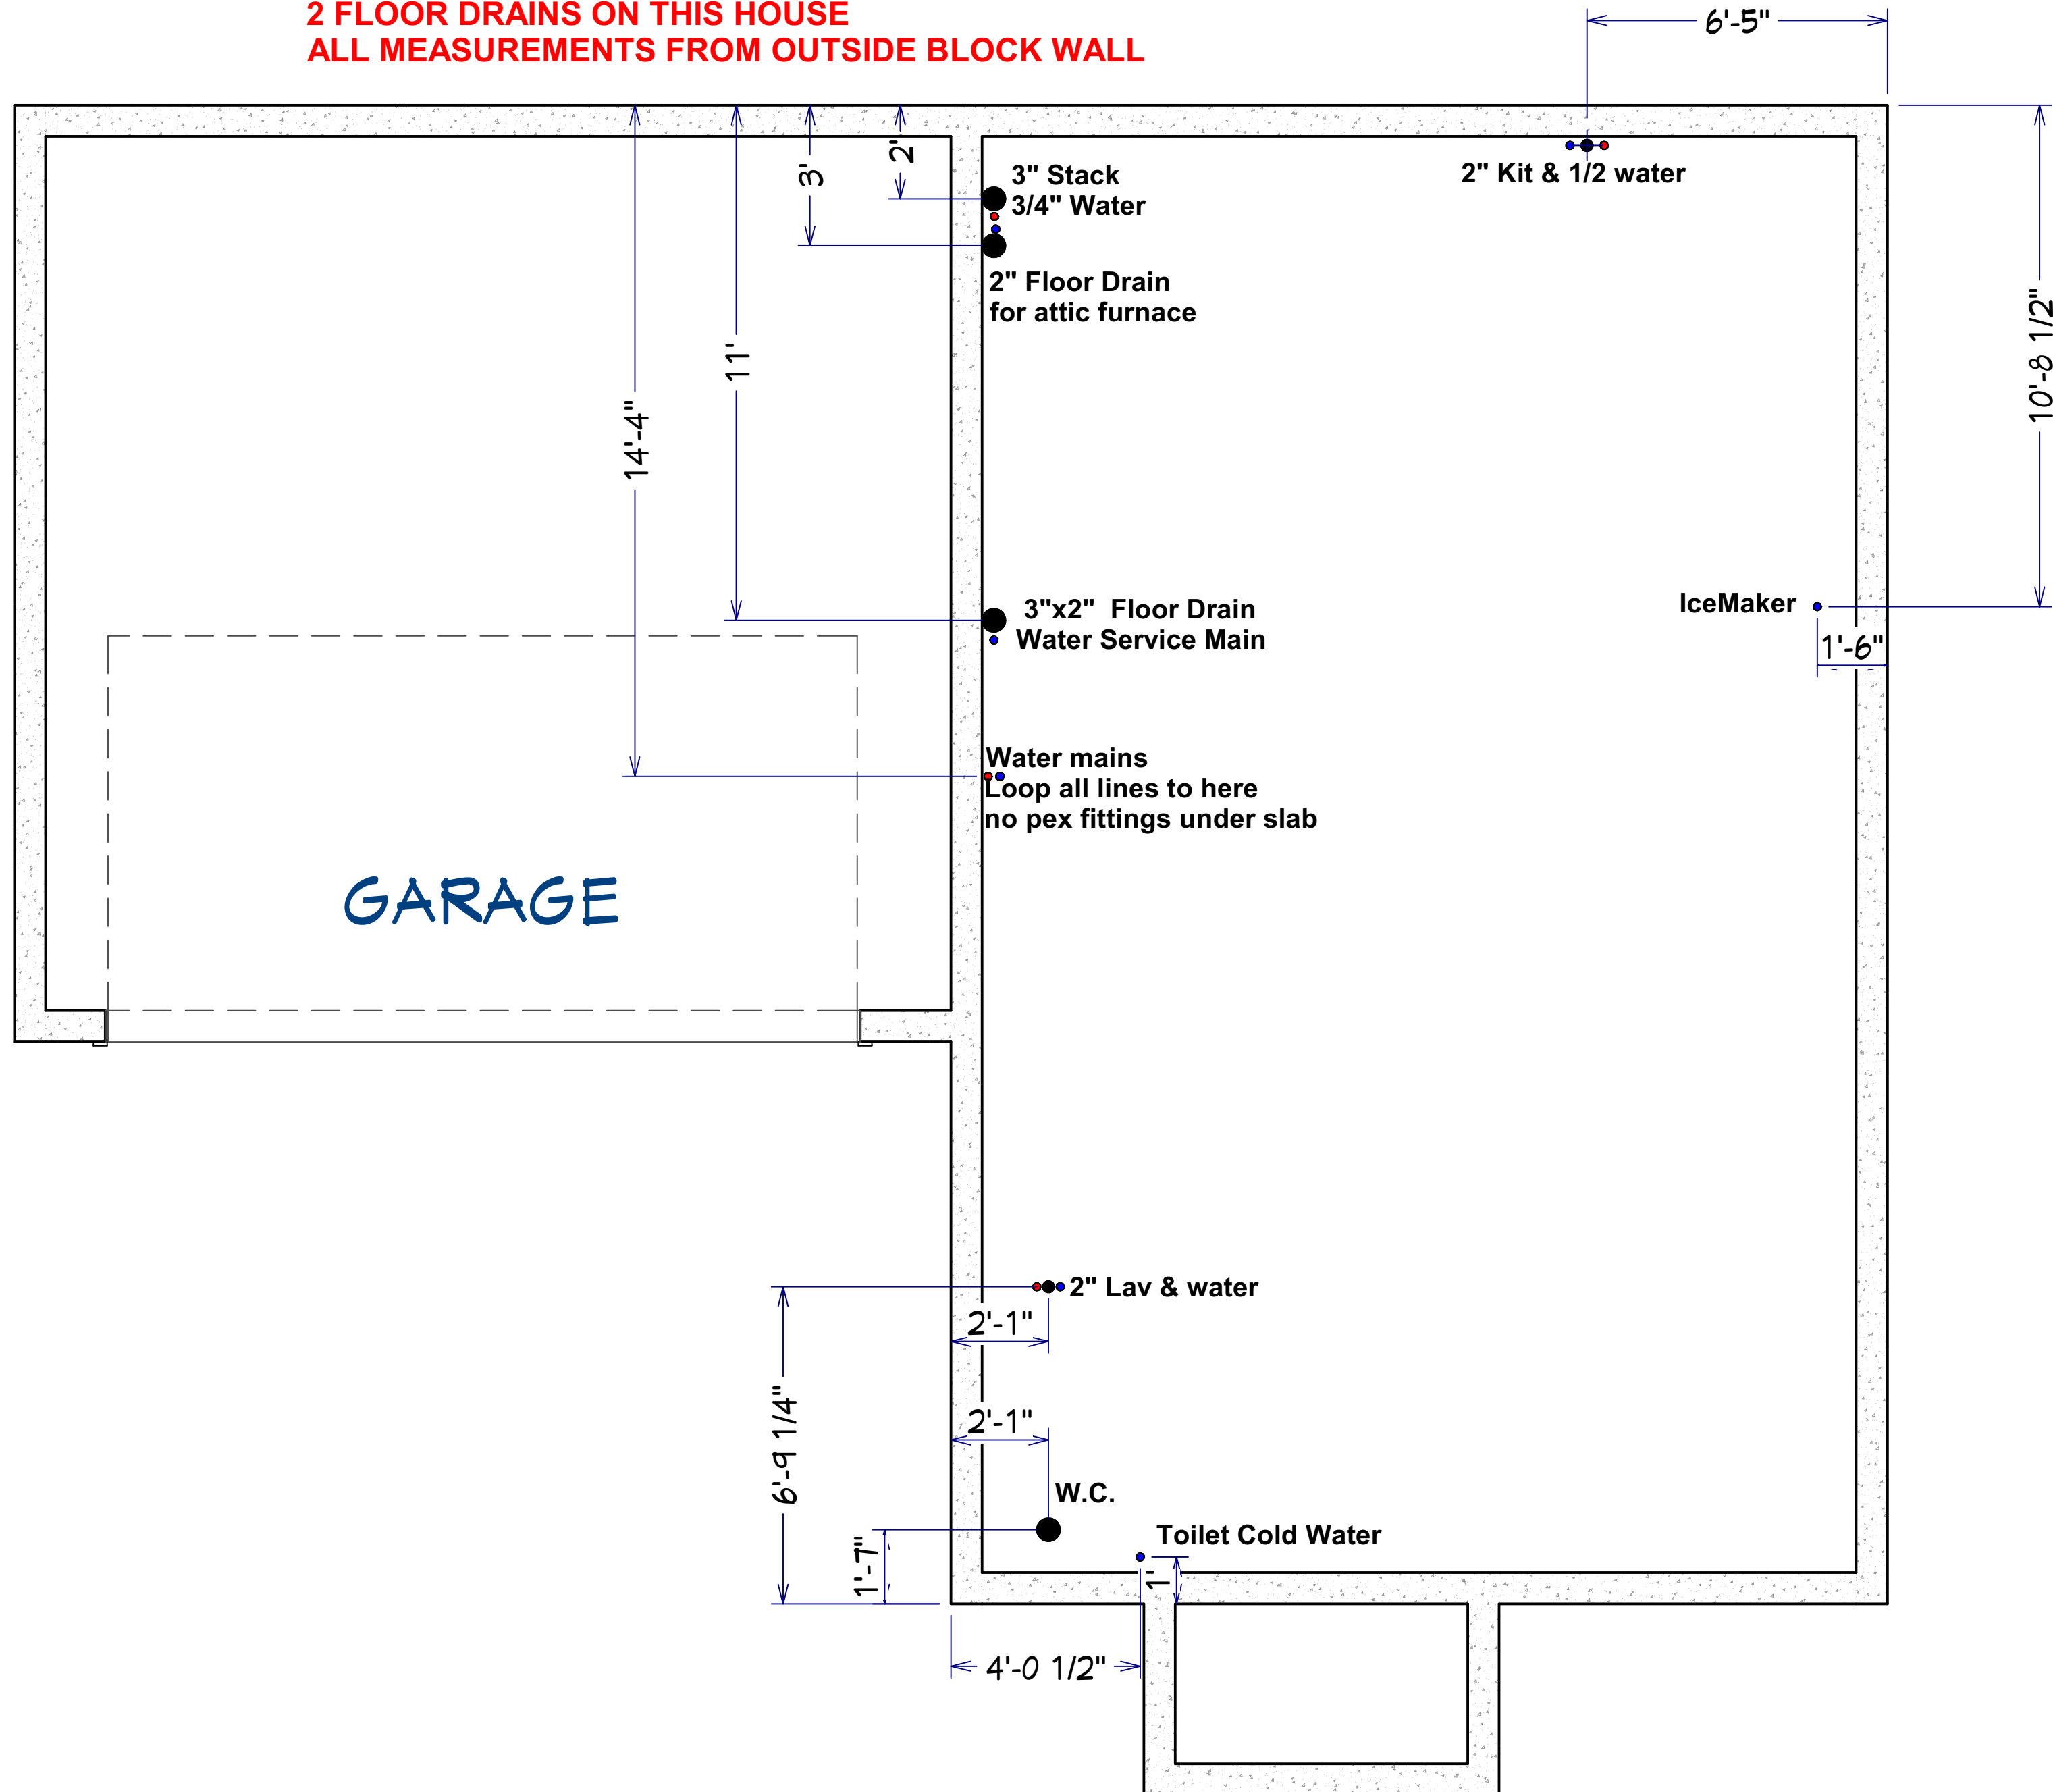 2 FLOOR DRAINS ON THIS HOUSE
ALL MEASUREMENTS FROM OUTSIDE BLOCK WALL
6'-5"
2'
3'
3" Stack
3/4" Water
2" Kit & 1/2 water
2" Floor Drain
for attic furnace
11'
10'-8 1/2"
14'-4"
3"x2"  Floor Drain
Water Service Main
IceMaker
1'-6"
Water mains
Loop all lines to here
no pex fittings under slab
GARAGE
2" Lav & water
2'-1"
2'-1"
6'-9 1/4"
W.C.
1'-7"
Toilet Cold Water
1'
4'-0 1/2"